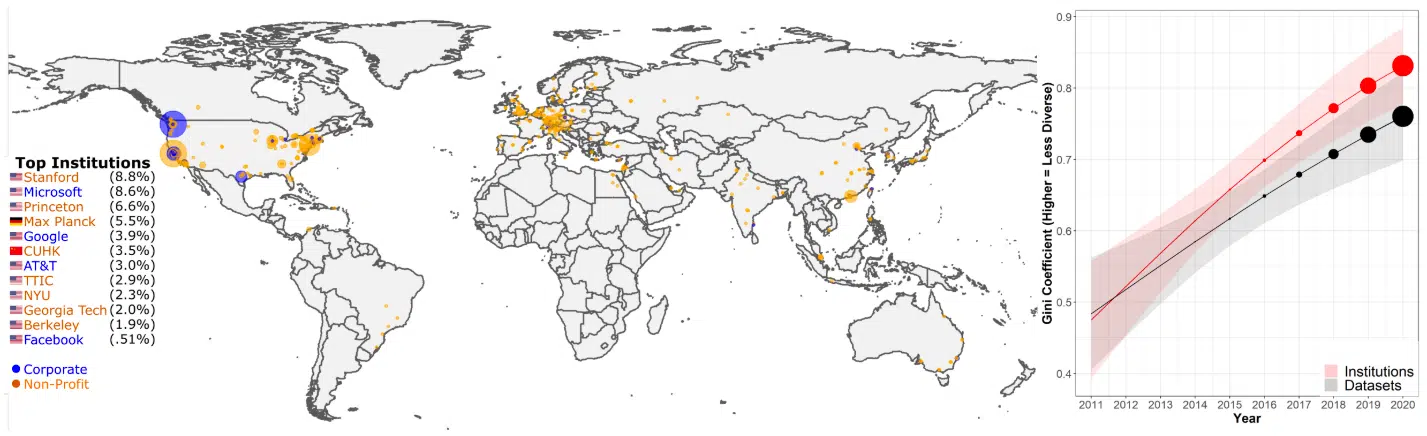 Top Institutions
Stanford (8.8%)
Microsoft (8.6%)
Princeton (6.6%)
Max Planck (5.5%)
Google (3.9%)
CUHK (3.5%)
AT&T (3.0%)
TTIC (2.9%)
NYU (2.3%)
Georgia Tech (2.0%)
Berkeley (1.9%)
Facebook (.51%)
Corporate
Non-Profit
Gini Coefficient (Higher = Less Diverse)
0.9
0.8
0.7
0.6
0.5
0.4
Institutions
Datasets
2011 2012 2013 2014 2015 2016 2017 2018 2019 2020
Year